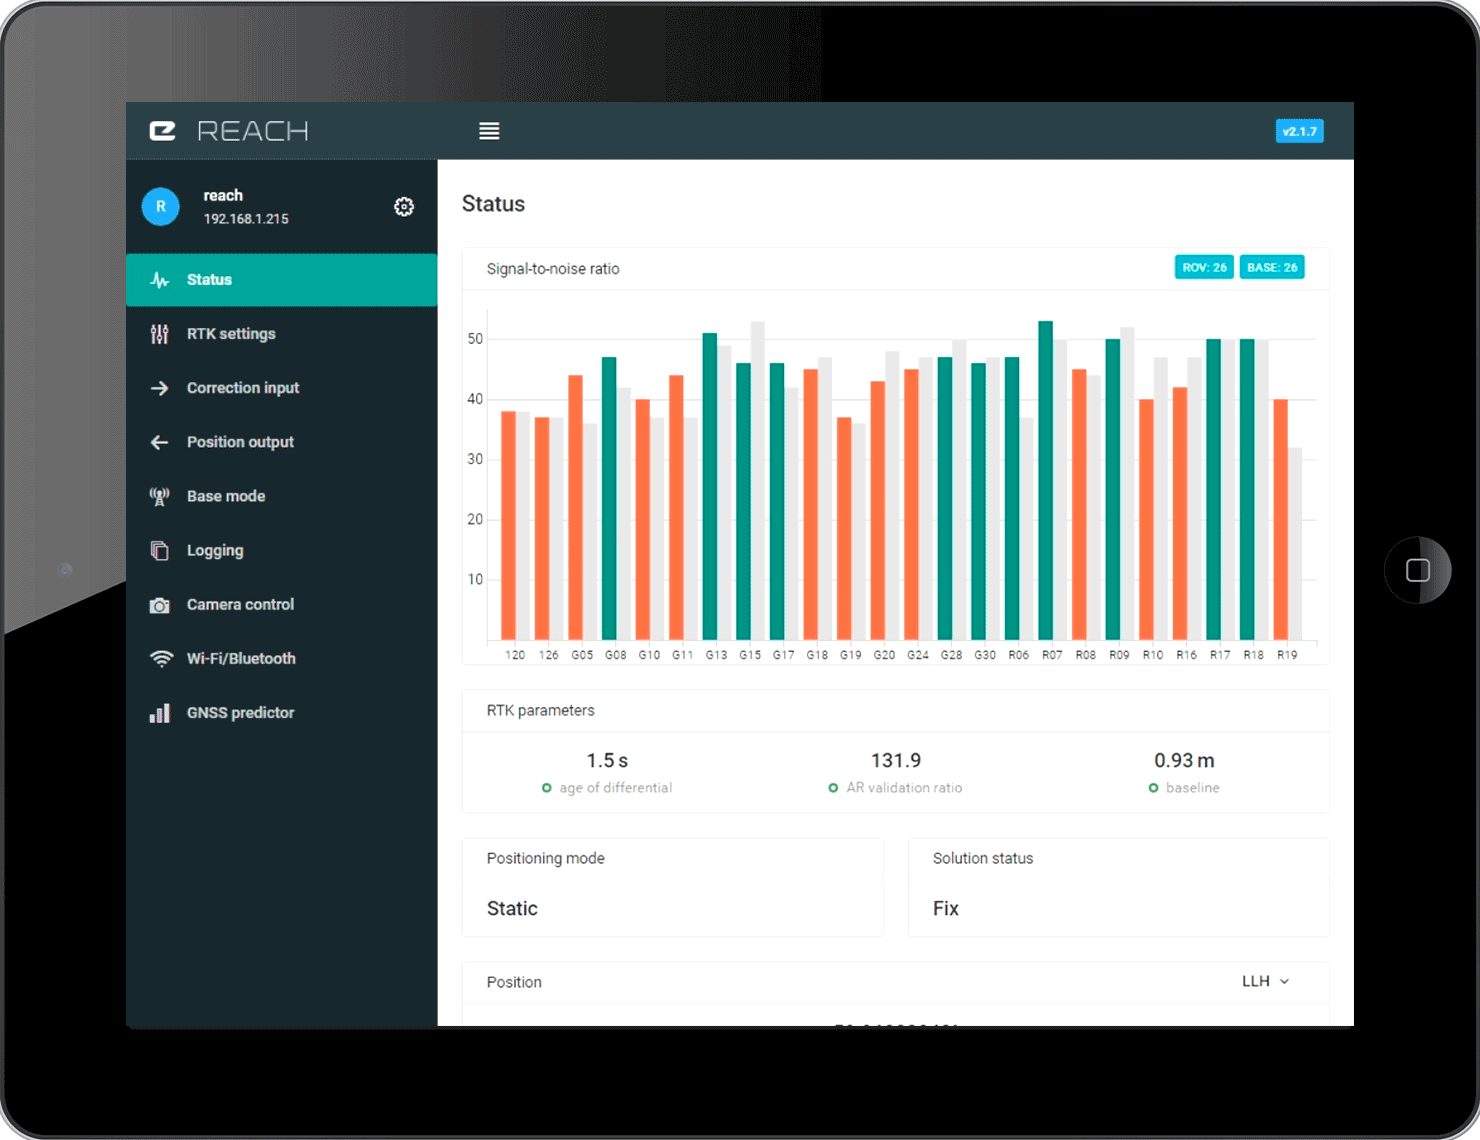 REACH
v2.1.7
R
reach
192.168.1.215
Status
RTK settings
Correction input
Position output
Base mode
Logging
Camera control
Wi-Fi/Bluetooth
GNSS predictor
Status
Signal-to-noise ratio
ROV: 26 BASE: 26
50
40
30
20
10
120 126 G05 G08 G10 G11 G13 G15 G17 G18 G19 G20 G24 G28 G30 R06 R07 R08 R09 R10 R16 R17 R18 R19
RTK parameters
1.5 s 131.9 0.93 m
age of differential AR validation ratio baseline
Positioning mode
Static
Solution status
Fix
Position LLH